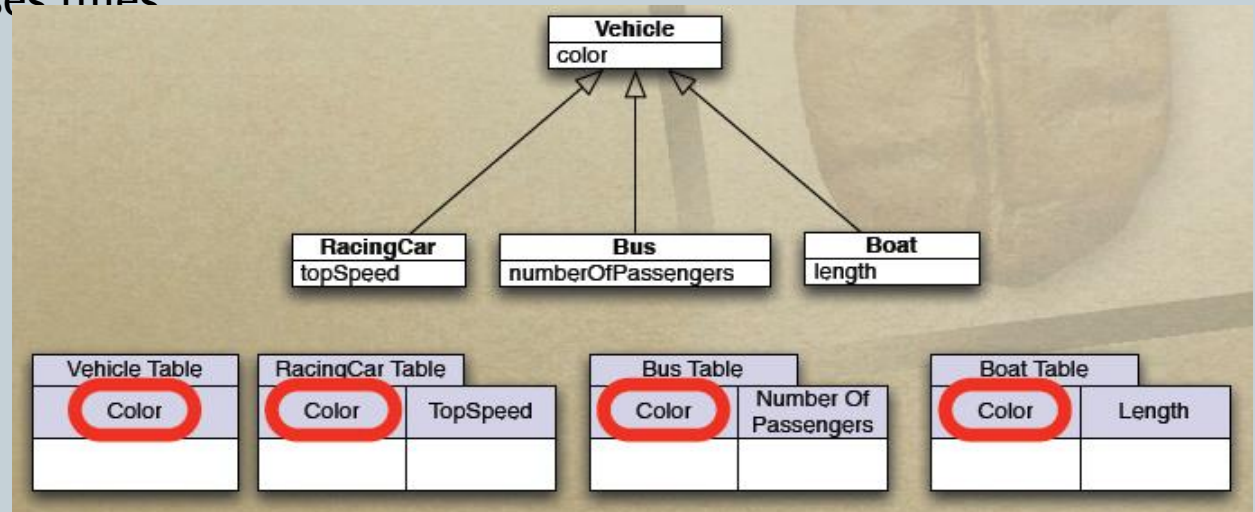 Vehicle
color
RacingCar
topSpeed
Bus
numberOfPassengers
Boat
length
Vehicle Table
Color
RacingCar Table
Color TopSpeed
Bus Table
Color Number Of
Passengers
Boat Table
Color Length